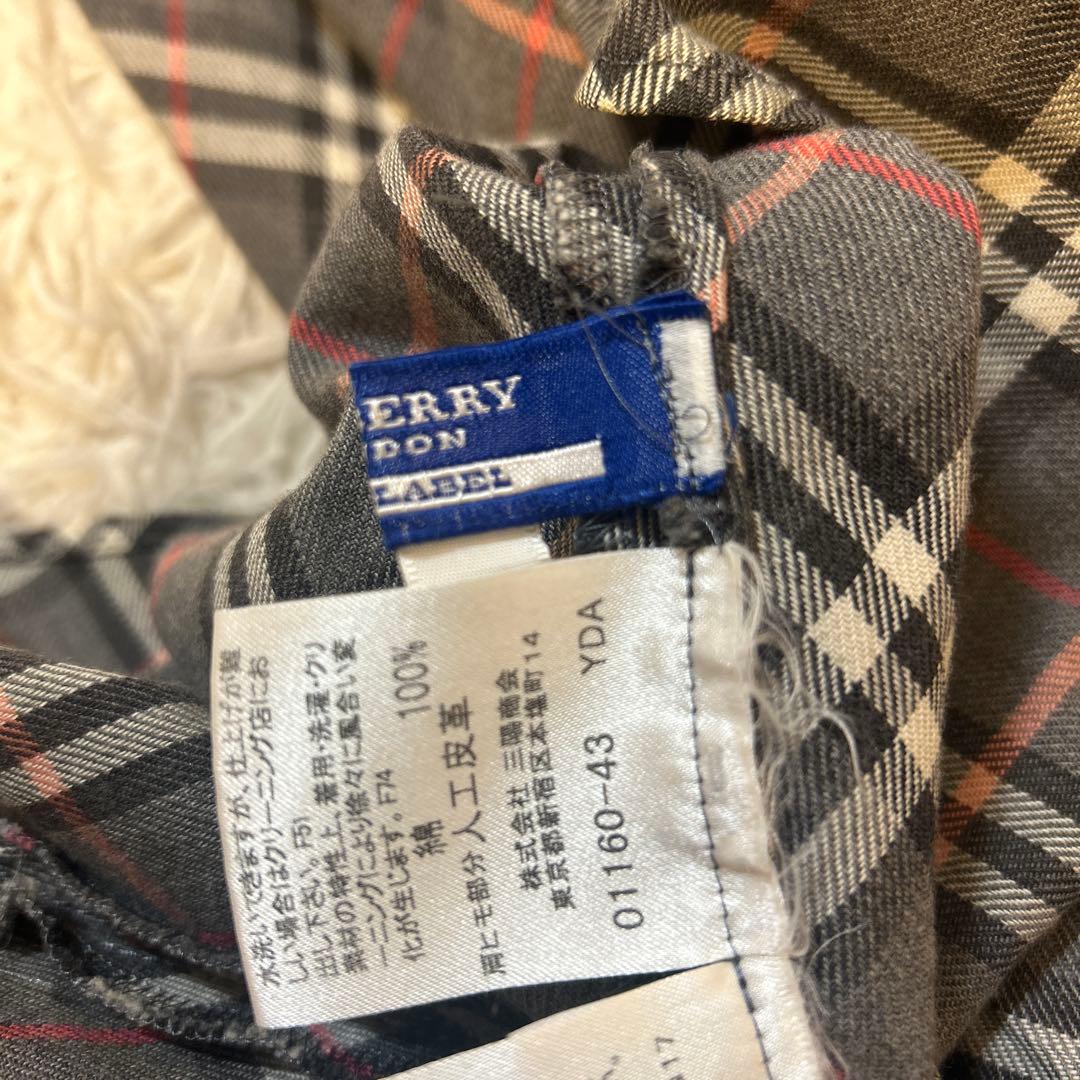 ERRY
DON
LABEL
水洗いできますが、仕上げが難
しい場合はクリーニング店にお
出し下さい。F51
素材の特性上、着用・洗濯・クリ
ーニングにより徐々に風合い変
化が生じます。F74
綿 100%
肩ヒモ部分 人工皮革
株式会社 三陽商会
東京都新宿区本塩町14
01160-43 YDA
17